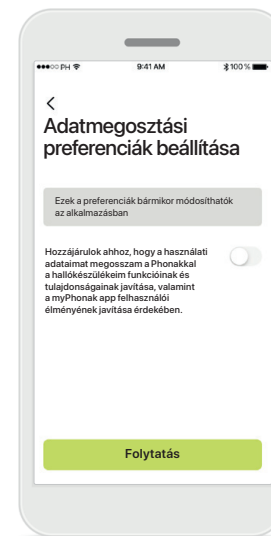 ●●●○○ PH 9:41 AM 100 %
Adatmegosztási
preferenciák beállítása
Ezek a preferenciák bármikor módosíthatók
az alkalmazásban
Hozzájárulok ahhoz, hogy a használati
adataimat megosszam a Phonakkal
a hallókészülékeim funkcióinak és
tulajdonságainak javítása, valamint
a myPhonak app felhasználói
élményének javítása érdekében.
Folytatás